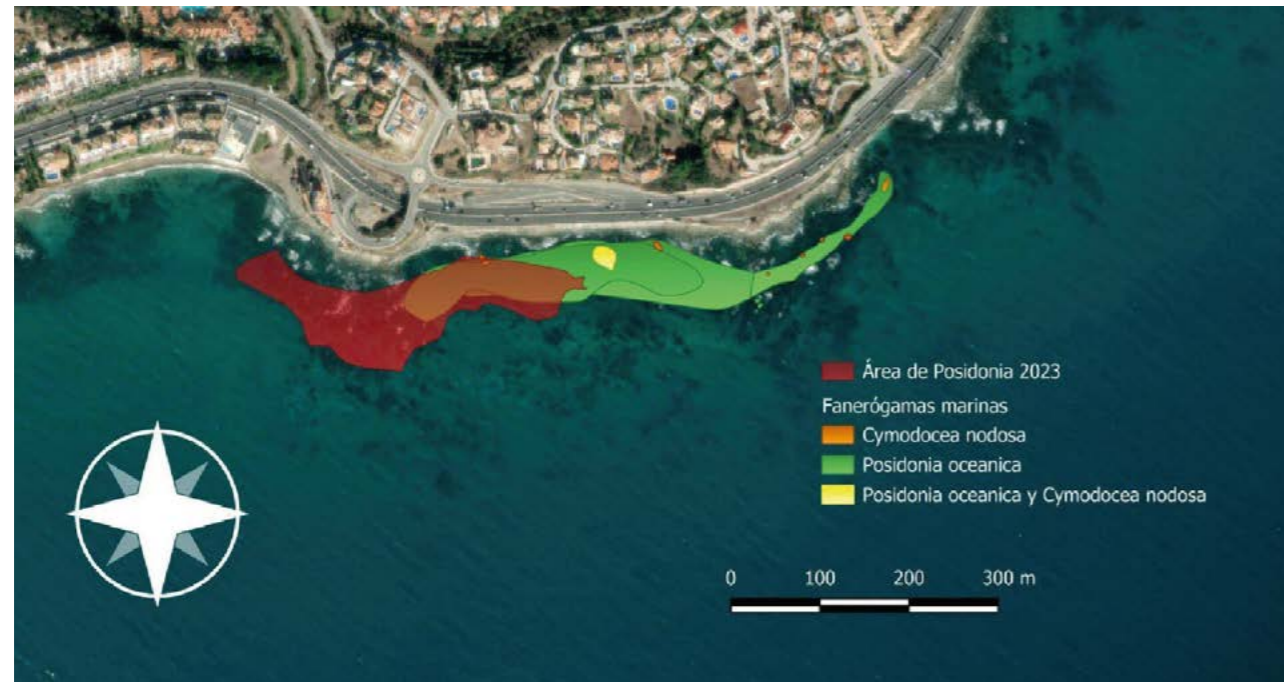 Área de Posidonia 2023
Fanerógamas marinas
Cymodocea nodosa
Posidonia oceanica
Posidonia oceanica y Cymodocea nodosa
0 100 200 300 m